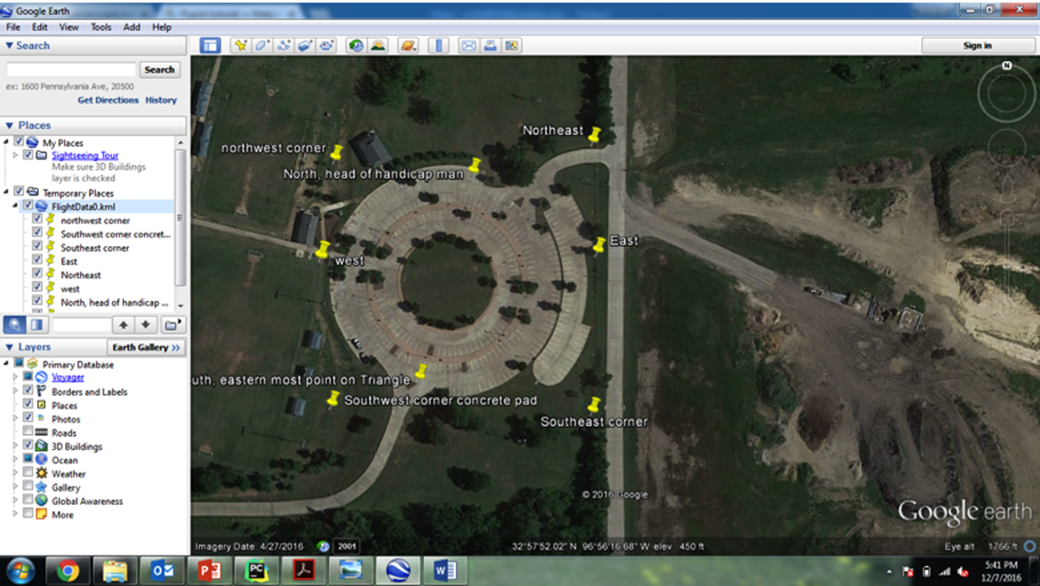 Google Earth
File Edit View Tools Add Help
Search
Search
ex: 1600 Pennsylvania Ave, 20500
Get Directions History
Places
My Places
Sightseeing Tour
Make sure 3D Buildings
layer is checked
Temporary Places
FlightData0.kml
northwest corner
Southwest corner concret...
Southeast corner
East
Northeast
west
North, head of handicap ...
Layers
Earth Gallery >>
Primary Database
Voyager
Borders and Labels
Places
Photos
Roads
3D Buildings
Ocean
Weather
Gallery
Global Awareness
More
Sign in
N
Northeast
northwest corner
North, head of handicap man
East
west
uth, eastern most point on Triangle
Southwest corner concrete pad
Southeast corner
© 2016 Google
Google earth
Imagery Date: 4/27/2016 2001 32°57'52.02" N 96°56'16.68" W elev 450 ft Eye alt 1766 ft
5:41 PM
12/7/2016